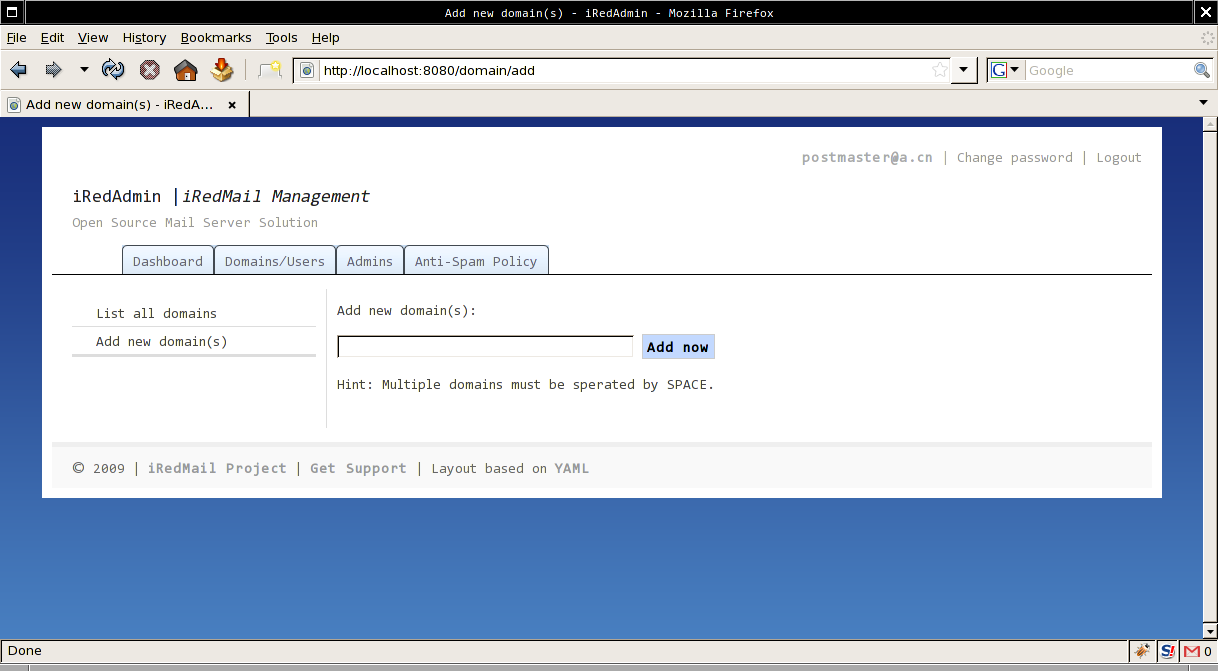 Add new domain(s) - iRedAdmin - Mozilla Firefox
File Edit View History Bookmarks Tools Help
http://localhost:8080/domain/add
G Google
Add new domain(s) - iRedA...
postmaster@a.cn | Change password | Logout
iRedAdmin |iRedMail Management
Open Source Mail Server Solution
Dashboard Domains/Users Admins Anti-Spam Policy
List all domains
Add new domain(s)
Add new domain(s):
Add now
Hint: Multiple domains must be sperated by SPACE.
© 2009 | iRedMail Project | Get Support | Layout based on YAML
Done S! M 0